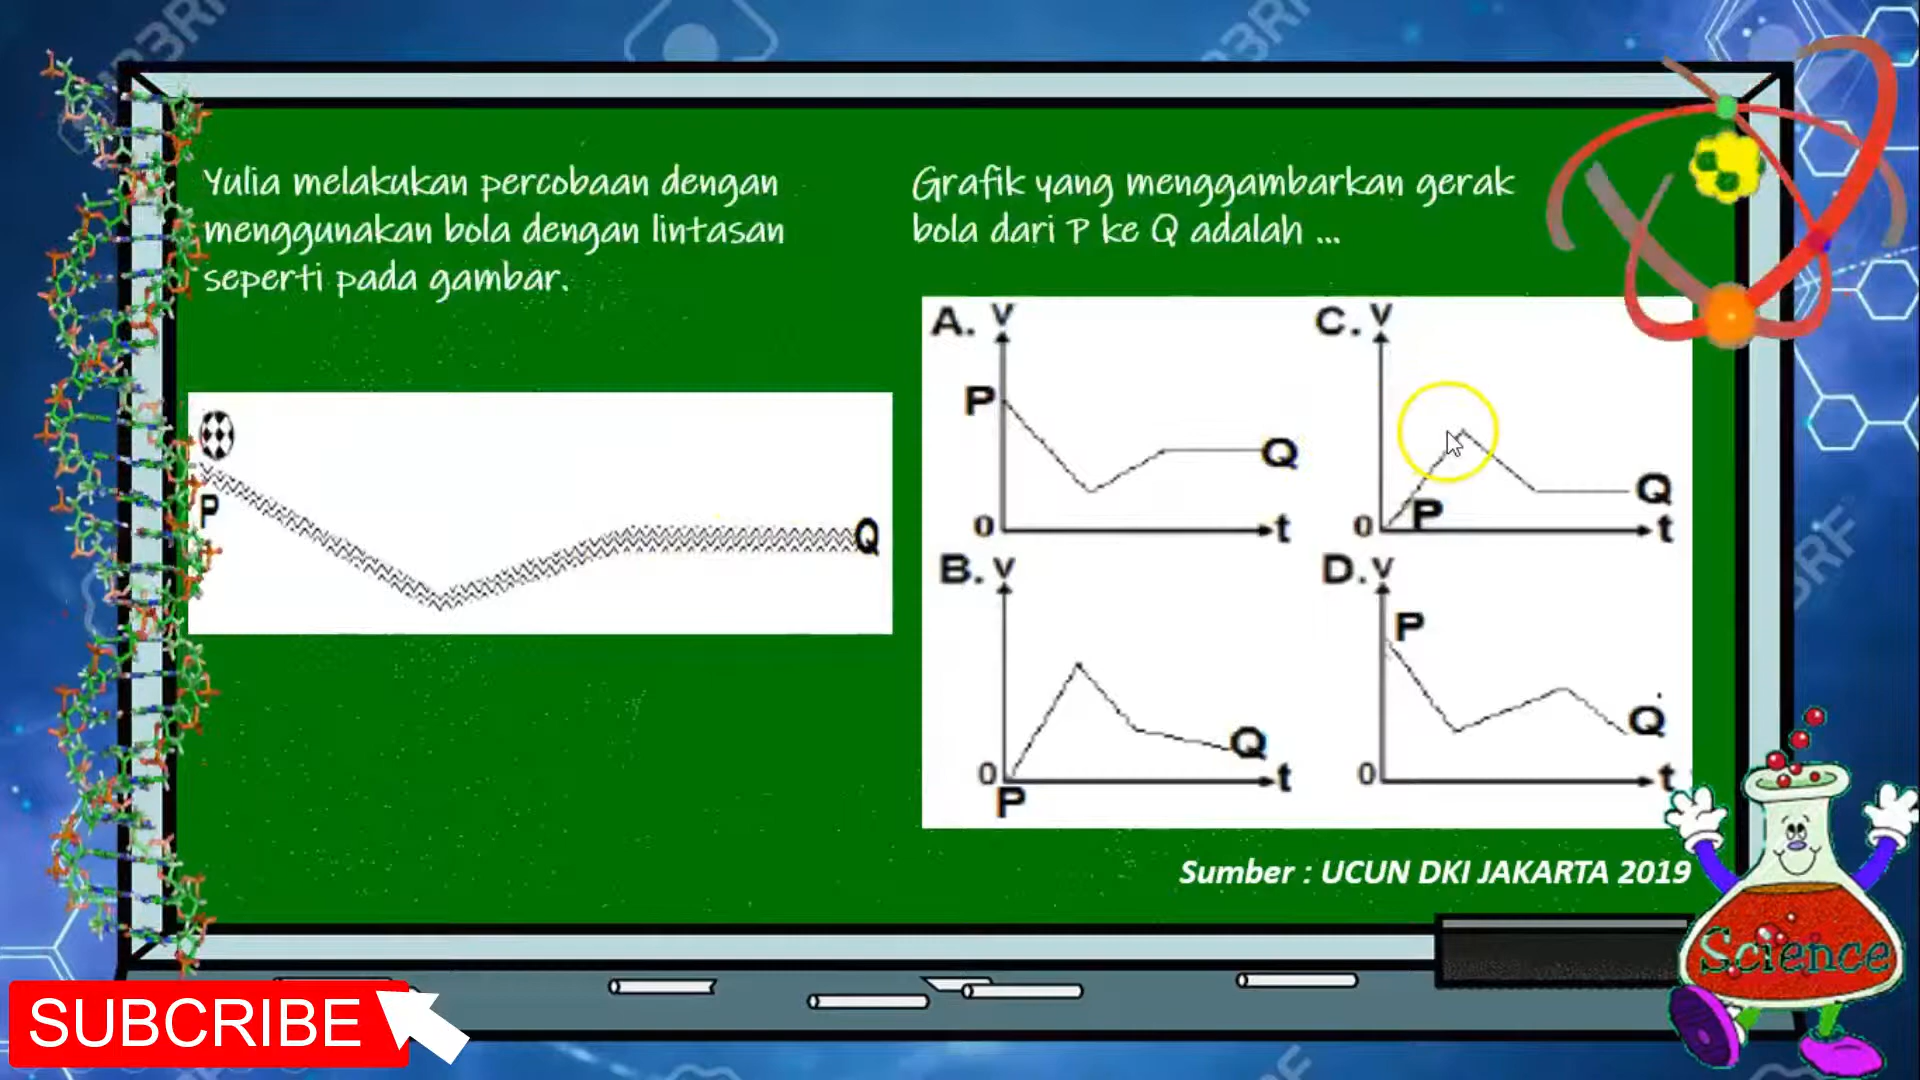 Yulia melakukan percobaan dengan
menggunakan bola dengan lintasan
seperti pada gambar.
P
Q
Grafik yang menggambarkan gerak
bola dari P ke Q adalah ...
A. v
P
Q
0
t
B. v
Q
0
t
P
C. v
Q
0
P
t
D. v
P
Q
0
t
Sumber : UCUN DKI JAKARTA 2019
Science
SUBCRIBE